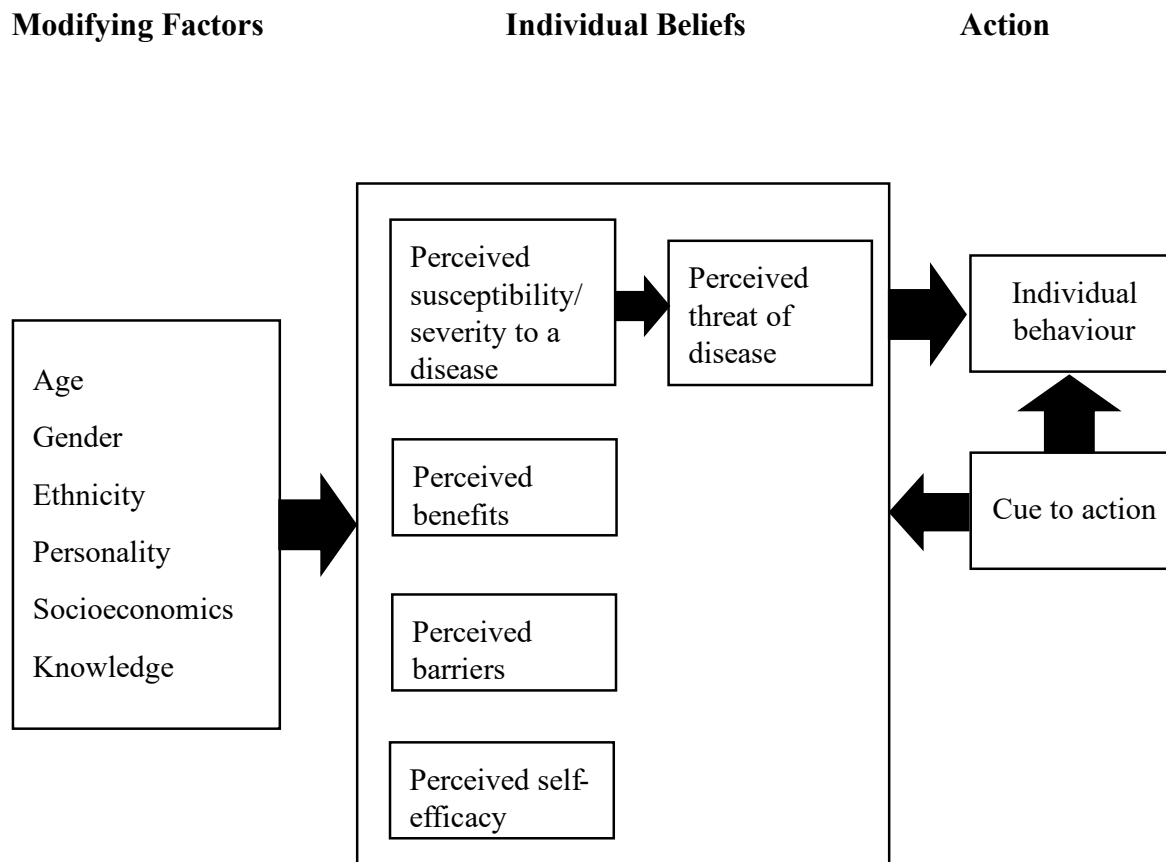 Modifying Factors
Individual Beliefs
Action
Age
Gender
Ethnicity
Personality
Socioeconomics
Knowledge
Perceived
susceptibility/
severity to a
disease
Perceived
threat of
disease
Perceived
benefits
Perceived
barriers
Perceived self-
efficacy
Individual
behaviour
Cue to action